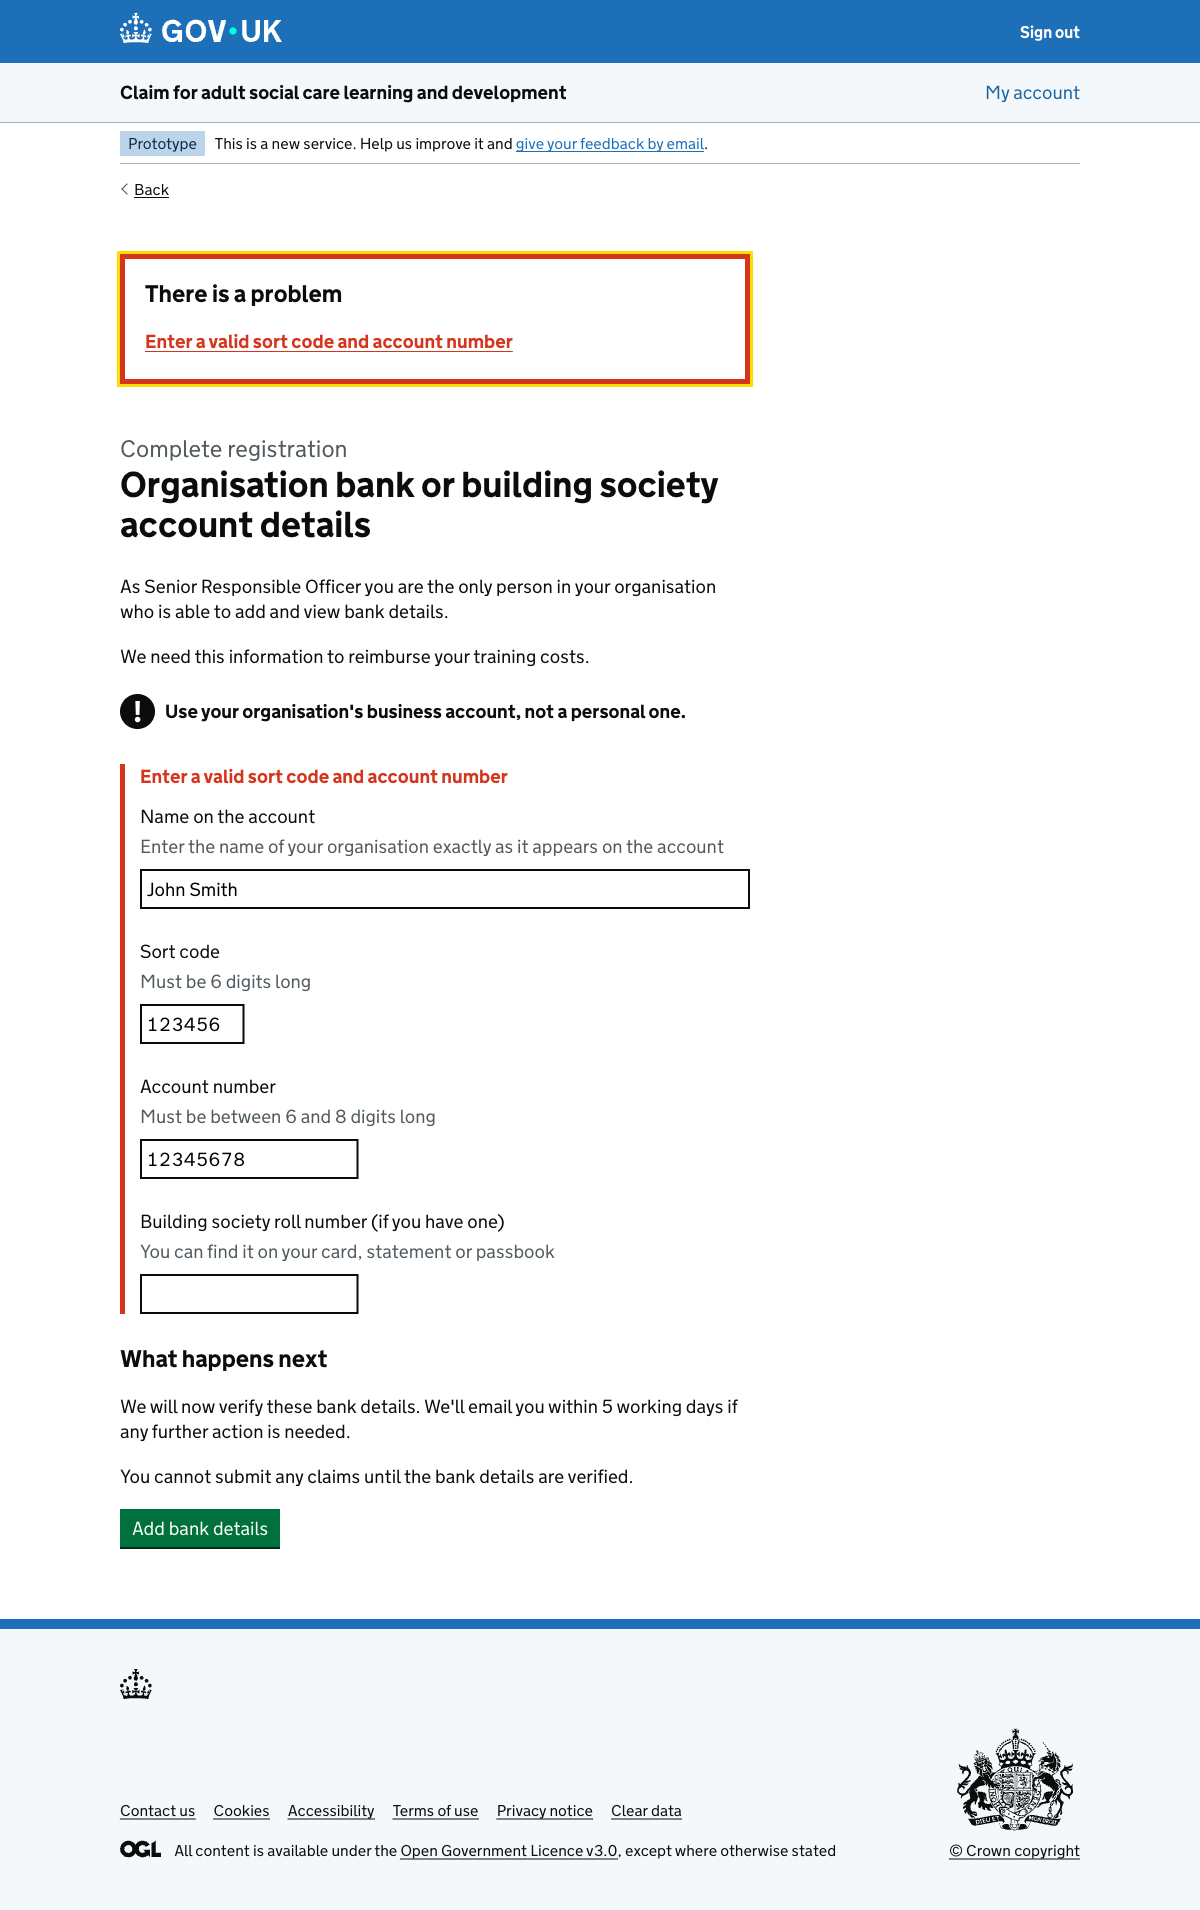 GOV·UK
Sign out
Claim for adult social care learning and development
My account
Prototype This is a new service. Help us improve it and give your feedback by email.
Back
There is a problem
Enter a valid sort code and account number
Complete registration
Organisation bank or building society
account details
As Senior Responsible Officer you are the only person in your organisation
who is able to add and view bank details.
We need this information to reimburse your training costs.
! Use your organisation's business account, not a personal one.
Enter a valid sort code and account number
Name on the account
Enter the name of your organisation exactly as it appears on the account
John Smith
Sort code
Must be 6 digits long
123456
Account number
Must be between 6 and 8 digits long
12345678
Building society roll number (if you have one)
You can find it on your card, statement or passbook
What happens next
We will now verify these bank details. We'll email you within 5 working days if
any further action is needed.
You cannot submit any claims until the bank details are verified.
Add bank details
Contact us Cookies Accessibility Terms of use Privacy notice Clear data
OGL All content is available under the Open Government Licence v3.0, except where otherwise stated
© Crown copyright